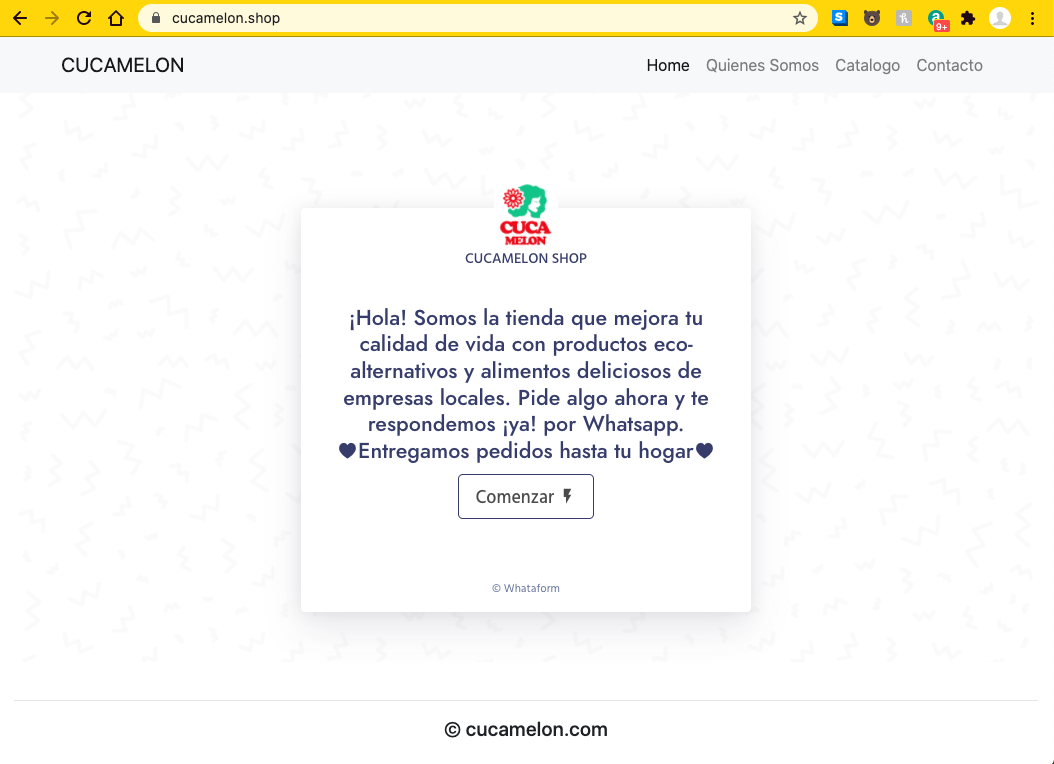 cucamelon.shop
9+
CUCAMELON
Home Quienes Somos Catalogo Contacto
CUCA
MELON
CUCAMELON SHOP
¡Hola! Somos la tienda que mejora tu
calidad de vida con productos eco-
alternativos y alimentos deliciosos de
empresas locales. Pide algo ahora y te
respondemos ¡ya! por Whatsapp.
🖤Entregamos pedidos hasta tu hogar🖤
Comenzar
© Whataform
© cucamelon.com